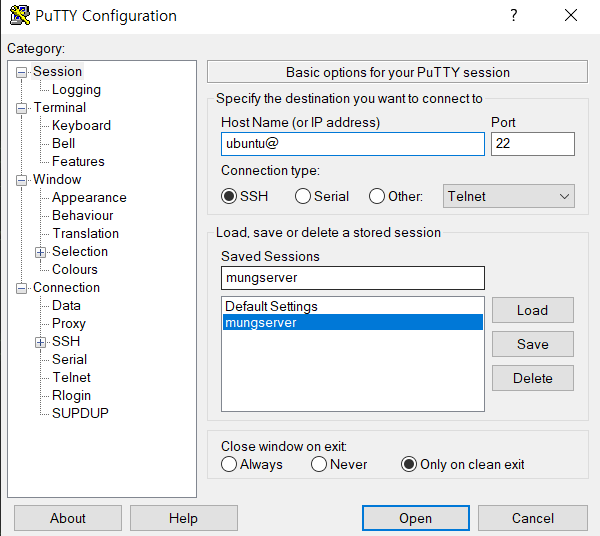 PuTTY Configuration
?
Category:
Session
Logging
Terminal
Keyboard
Bell
Features
Window
Appearance
Behaviour
Translation
Selection
Colours
Connection
Data
Proxy
SSH
Serial
Telnet
Rlogin
SUPDUP
Basic options for your PuTTY session
Specify the destination you want to connect to
Host Name (or IP address) Port
ubuntu@ 22
Connection type:
SSH Serial Other: Telnet
Load, save or delete a stored session
Saved Sessions
mungserver
Default Settings
mungserver
Load
Save
Delete
Close window on exit:
Always Never Only on clean exit
About Help Open Cancel